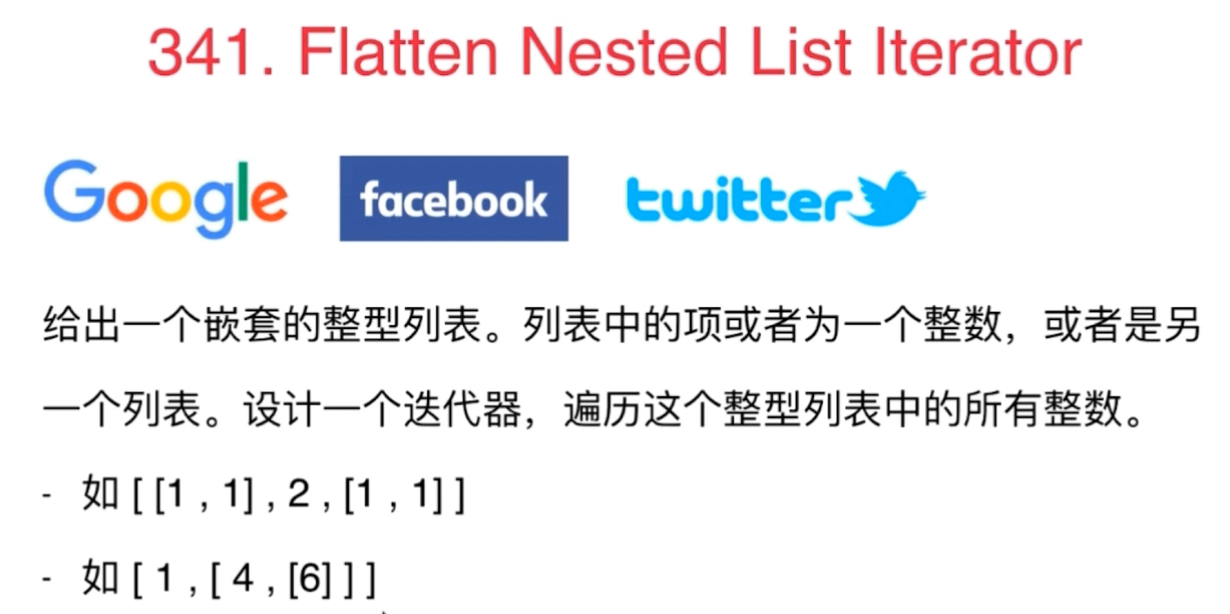 341. Flatten Nested List Iterator
Google facebook twitter
给出一个嵌套的整型列表。列表中的项或者为一个整数，或者是另
一个列表。设计一个迭代器，遍历这个整型列表中的所有整数。
- 如 [ [1 , 1] , 2 , [1 , 1] ]
- 如 [ 1 , [ 4 , [6] ] ]